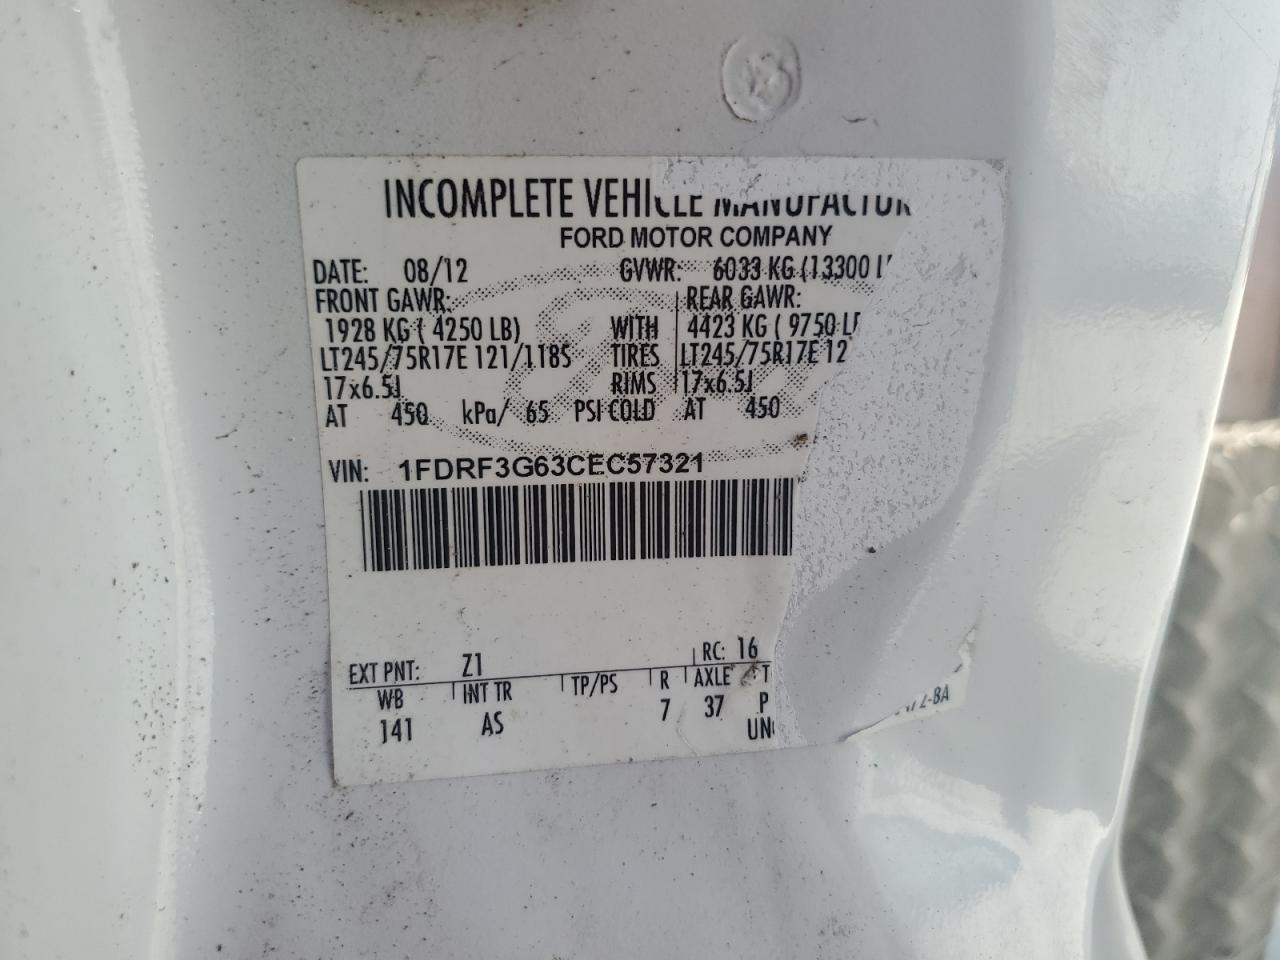 INCOMPLETE VEHICLE MANUFACTUR
FORD MOTOR COMPANY
DATE: 08/12 GVWR: 6033 KG (13300 L
FRONT GAWR: REAR GAWR:
1928 KG ( 4250 LB) WITH 4423 KG ( 9750 L
LT245/75R17E 121/118S TIRES LT245/75R17E 12
17x6.5J RIMS 17x6.5J
AT 450 kPa/ 65 PSI COLD AT 450
VIN: 1FDRF3G63CEC57321
EXT PNT: Z1 RC: 16
WB INT TR TP/PS R AXLE T
141 AS 7 37 P
UN
72-BA